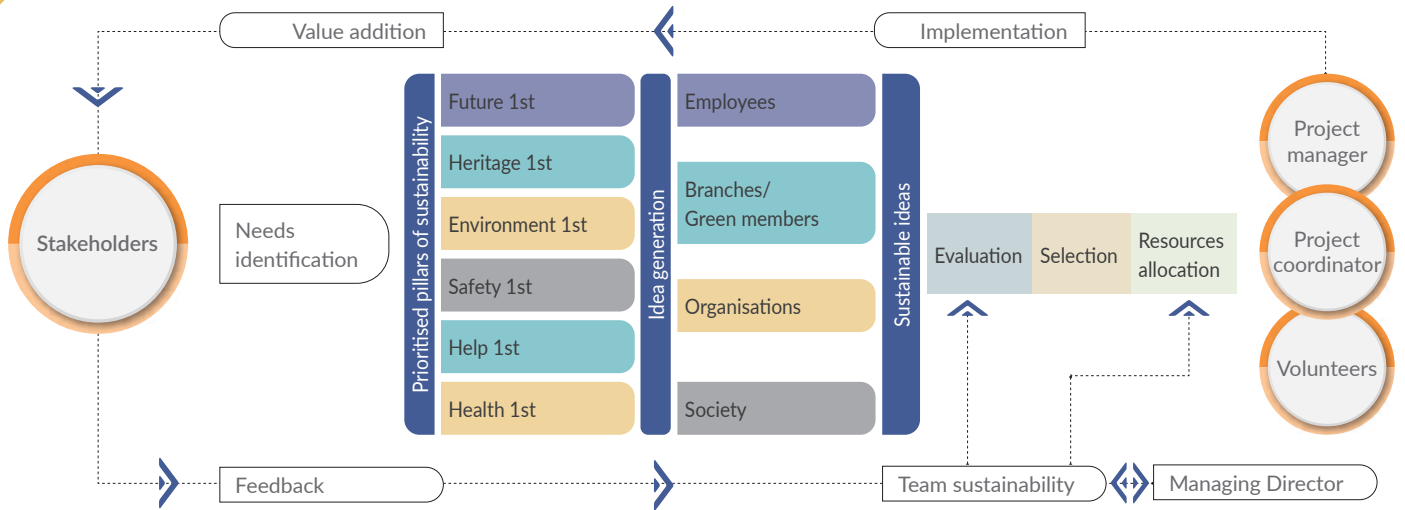 Value addition
Implementation
Stakeholders
Needs
identification
Prioritised pillars of sustainability
Future 1st
Heritage 1st
Environment 1st
Safety 1st
Help 1st
Health 1st
Idea generation
Employees
Branches/
Green members
Organisations
Society
Sustainable ideas
Evaluation
Selection
Resources
allocation
Project
manager
Project
coordinator
Volunteers
Feedback
Team sustainability
Managing Director